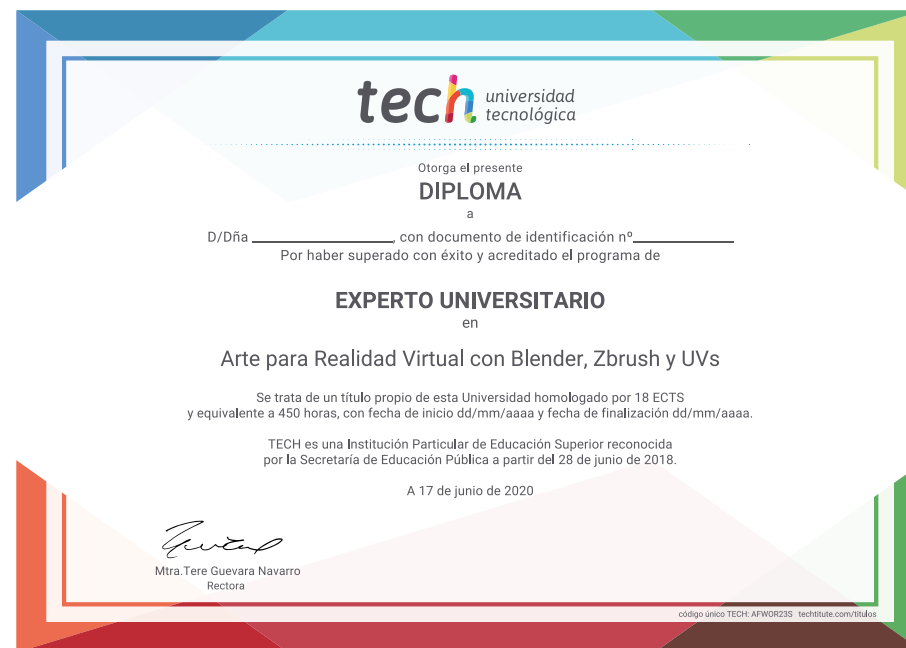 tech universidad
tecnológica
Otorga el presente
DIPLOMA
a
D/Dña ____________________, con documento de identificación nº______________
Por haber superado con éxito y acreditado el programa de
EXPERTO UNIVERSITARIO
en
Arte para Realidad Virtual con Blender, Zbrush y UVs
Se trata de un título propio de esta Universidad homologado por 18 ECTS
y equivalente a 450 horas, con fecha de inicio dd/mm/aaaa y fecha de finalización dd/mm/aaaa.
TECH es una Institución Particular de Educación Superior reconocida
por la Secretaría de Educación Pública a partir del 28 de junio de 2018.
A 17 de junio de 2020
Mtra.Tere Guevara Navarro
Rectora
código único TECH: AFWOR23S techtitute.com/titulos